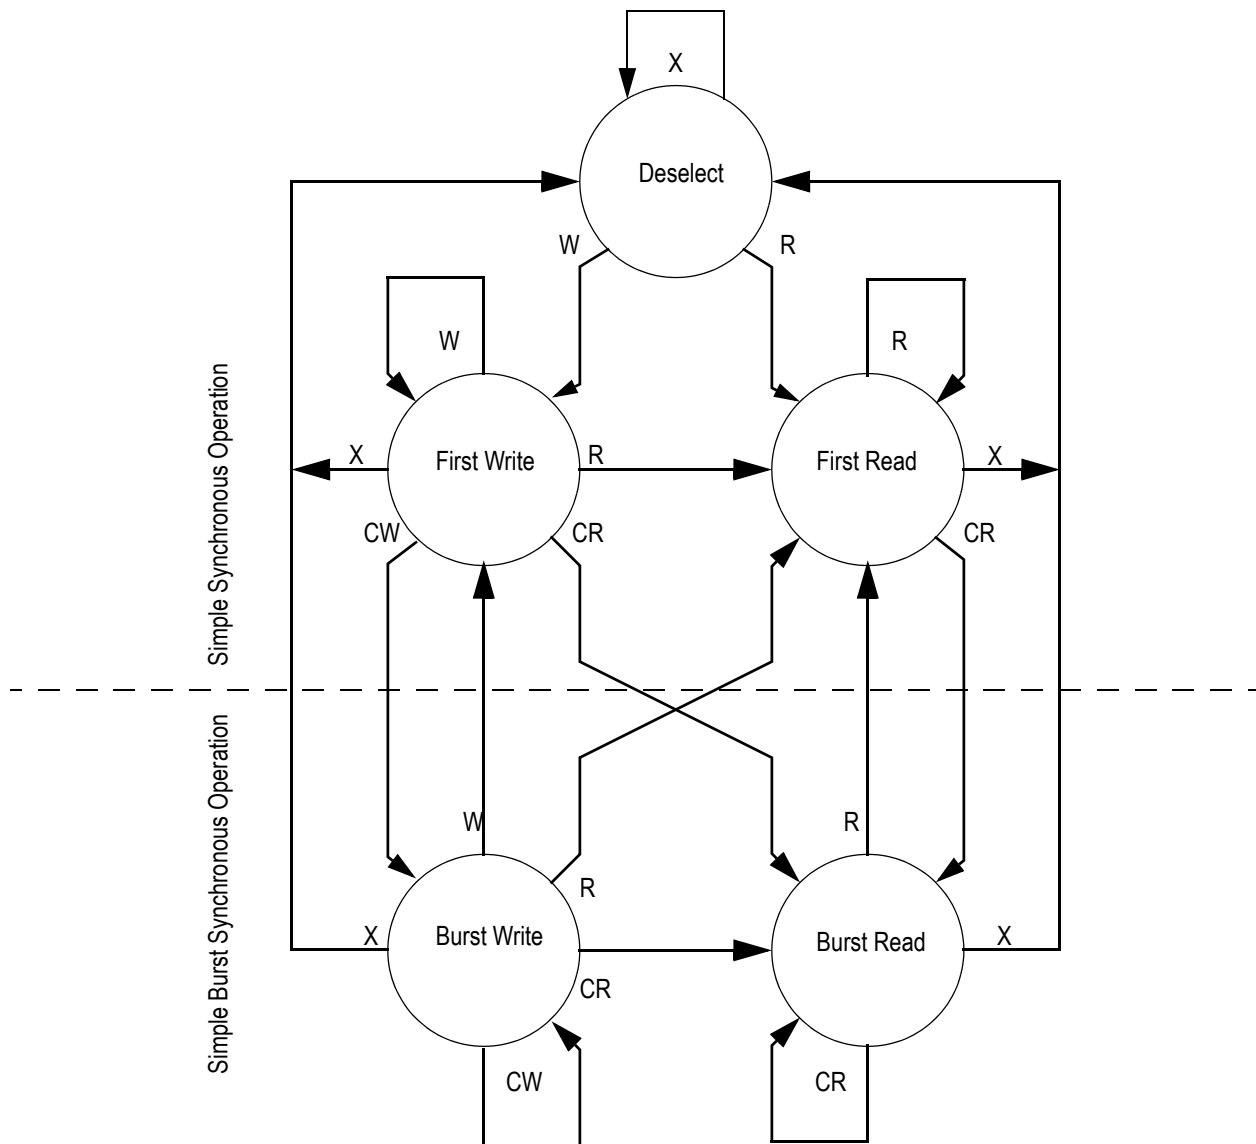 X
Deselect
W
R
W
R
Simple Synchronous Operation
X
First Write
R
First Read
X
CW
CR
CR
Simple Burst Synchronous Operation
W
R
R
X
Burst Write
Burst Read
X
CR
CW
CR